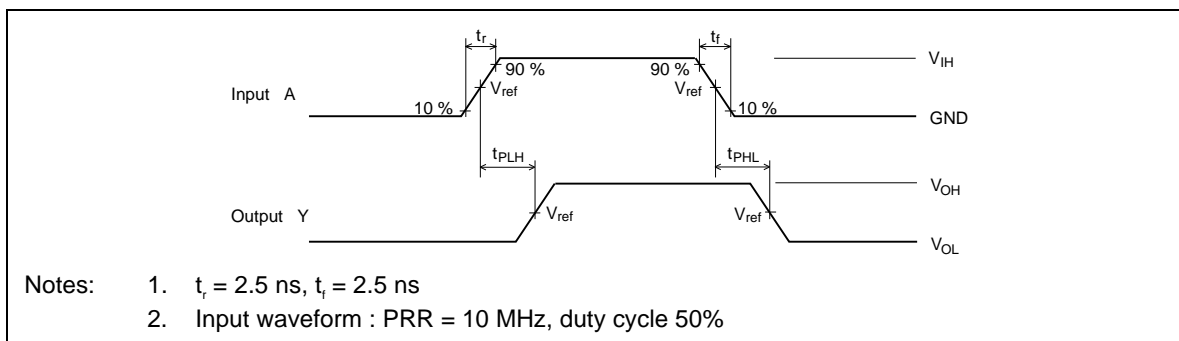 tr tf
90 % 90 % VIH
Input A Vref Vref
10 % 10 % GND
tPLH tPHL
VOH
Output Y Vref Vref
VOL
Notes: 1. tr = 2.5 ns, tf = 2.5 ns
2. Input waveform : PRR = 10 MHz, duty cycle 50%